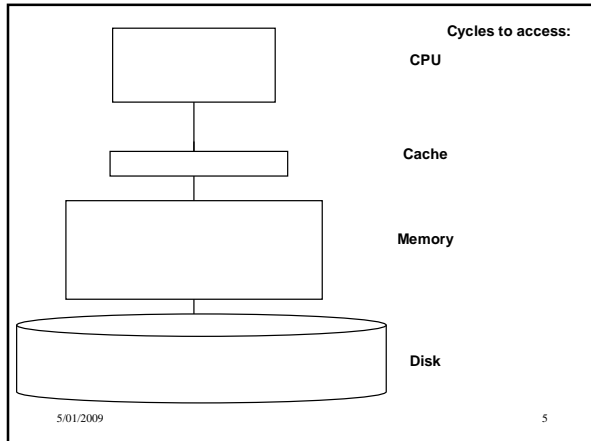 Cycles to access:
CPU
Cache
Memory
Disk
5/01/2009
5